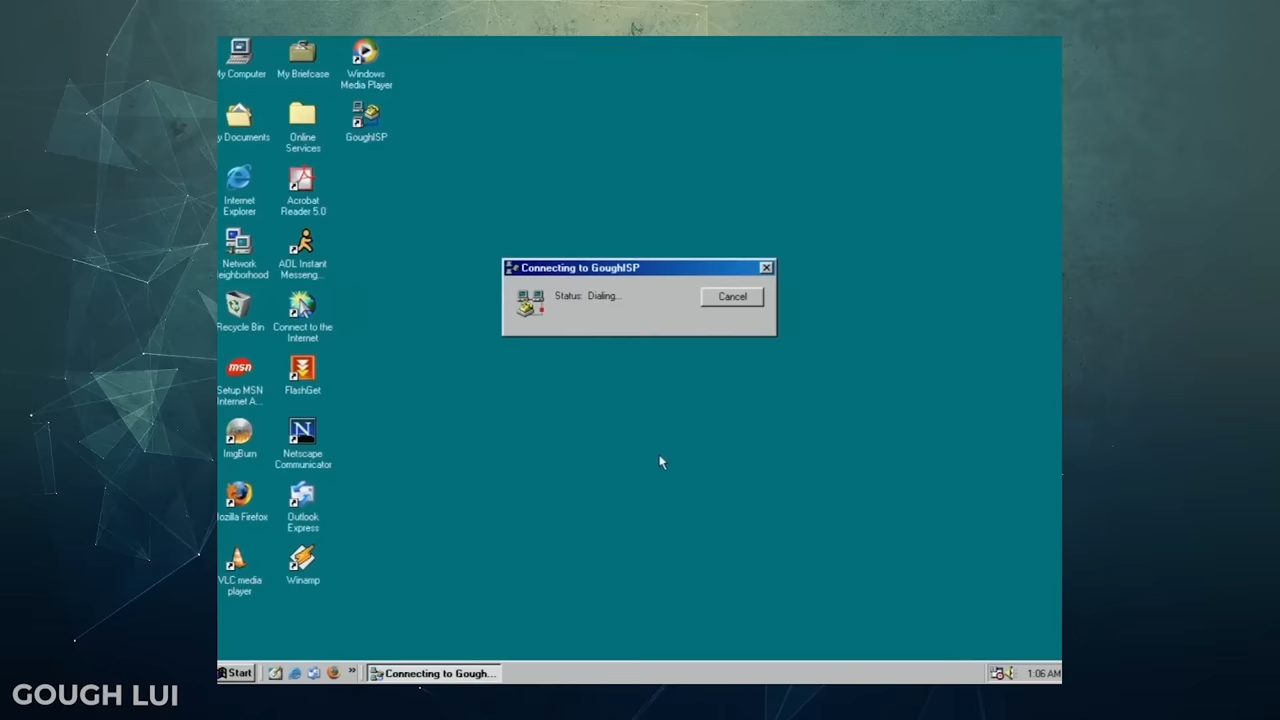 My Computer
My Briefcase
Windows
Media Player
y Documents
Online
Services
GoughISP
Internet
Explorer
Acrobat
Reader 5.0
Network
eighborhood
AOL Instant
Messeng...
Recycle Bin
Connect to the
Internet
msn
Setup MSN
Internet A...
FlashGet
ImgBurn
N
Netscape
Communicator
ozilla Firefox
Outlook
Express
VLC media
player
Winamp
Connecting to GoughISP
Status: Dialing...
Cancel
Start
»
Connecting to Gough...
1:06 AM
GOUGH LUI